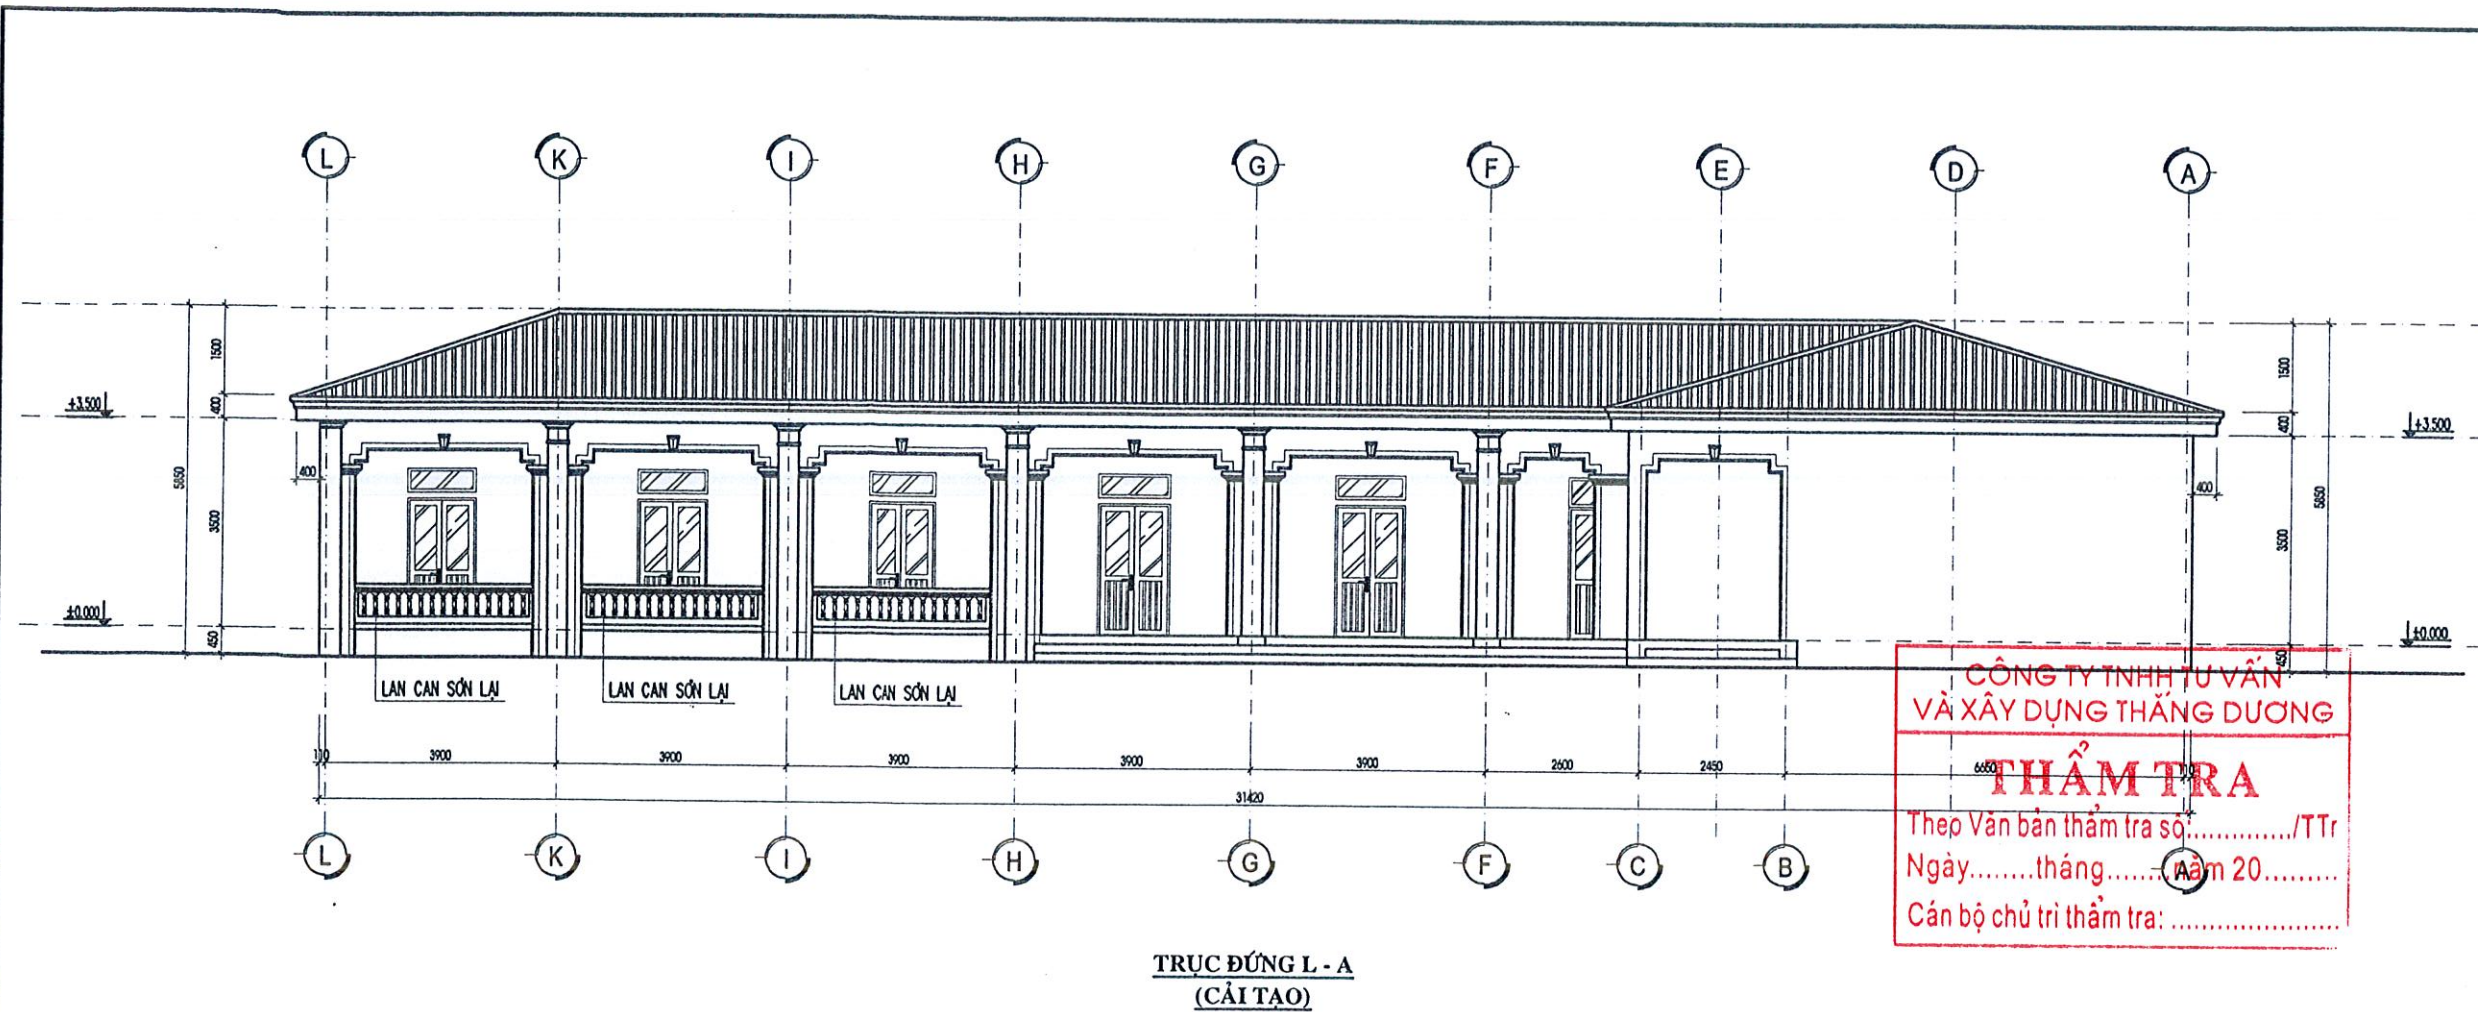 L K I H G F E D A
1500 1500
400 400
+3.500 +3.500
400 400
5850 5850
3500 3500
±0.000 ±0.000
450 450
LAN CAN SƠN LẠI LAN CAN SƠN LẠI LAN CAN SƠN LẠI
110 3900 3900 3900 3900 3900 2600 2450 6650 110
31420
L K I H G F C B A
CÔNG TY TNHH TƯ VẤN
VÀ XÂY DỰNG THẮNG DƯƠNG
THẨM TRA
Theo Văn bản thẩm tra số:............../TTr
Ngày........tháng.........năm 20.........
Cán bộ chủ trì thẩm tra: .......................
TRỤC ĐỨNG L - A
(CẢI TẠO)